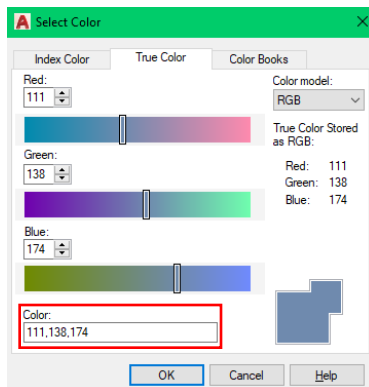 Select Color
Index Color True Color Color Books
Red:
111
Color model:
RGB
True Color Stored
as RGB:
Red: 111
Green: 138
Blue: 174
Green:
138
Blue:
174
Color:
111,138,174
OK Cancel Help